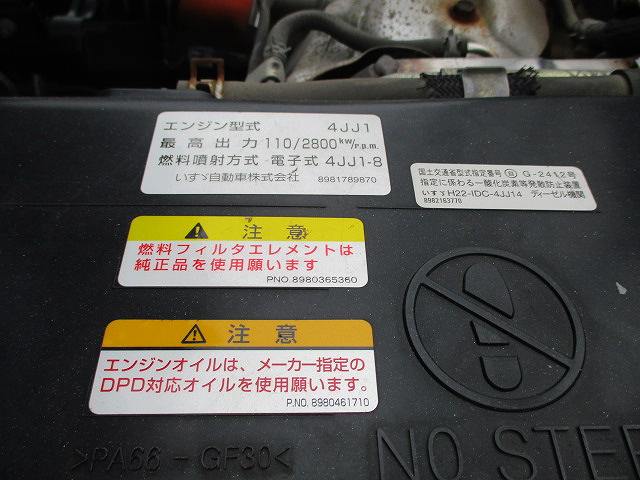 エンジン型式 4JJ1
最高出力 110/2800kW/r.p.m.
燃料噴射方式 電子式 4JJ1-8
いすゞ自動車株式会社 8981789870
国土交通省型式指定番号 自 G-2412号
指定に係わる一酸化炭素等発散防止装置
いすゞH22-IDC-4JJ14 ディーゼル機関
8982163770
注意
燃料フィルタエレメントは
純正品を使用願います
PNO.8980365360
注意
エンジンオイルは、メーカー指定の
DPD対応オイルを使用願います。
P.NO. 8980461710
>PA66-GF30<
NO STEP